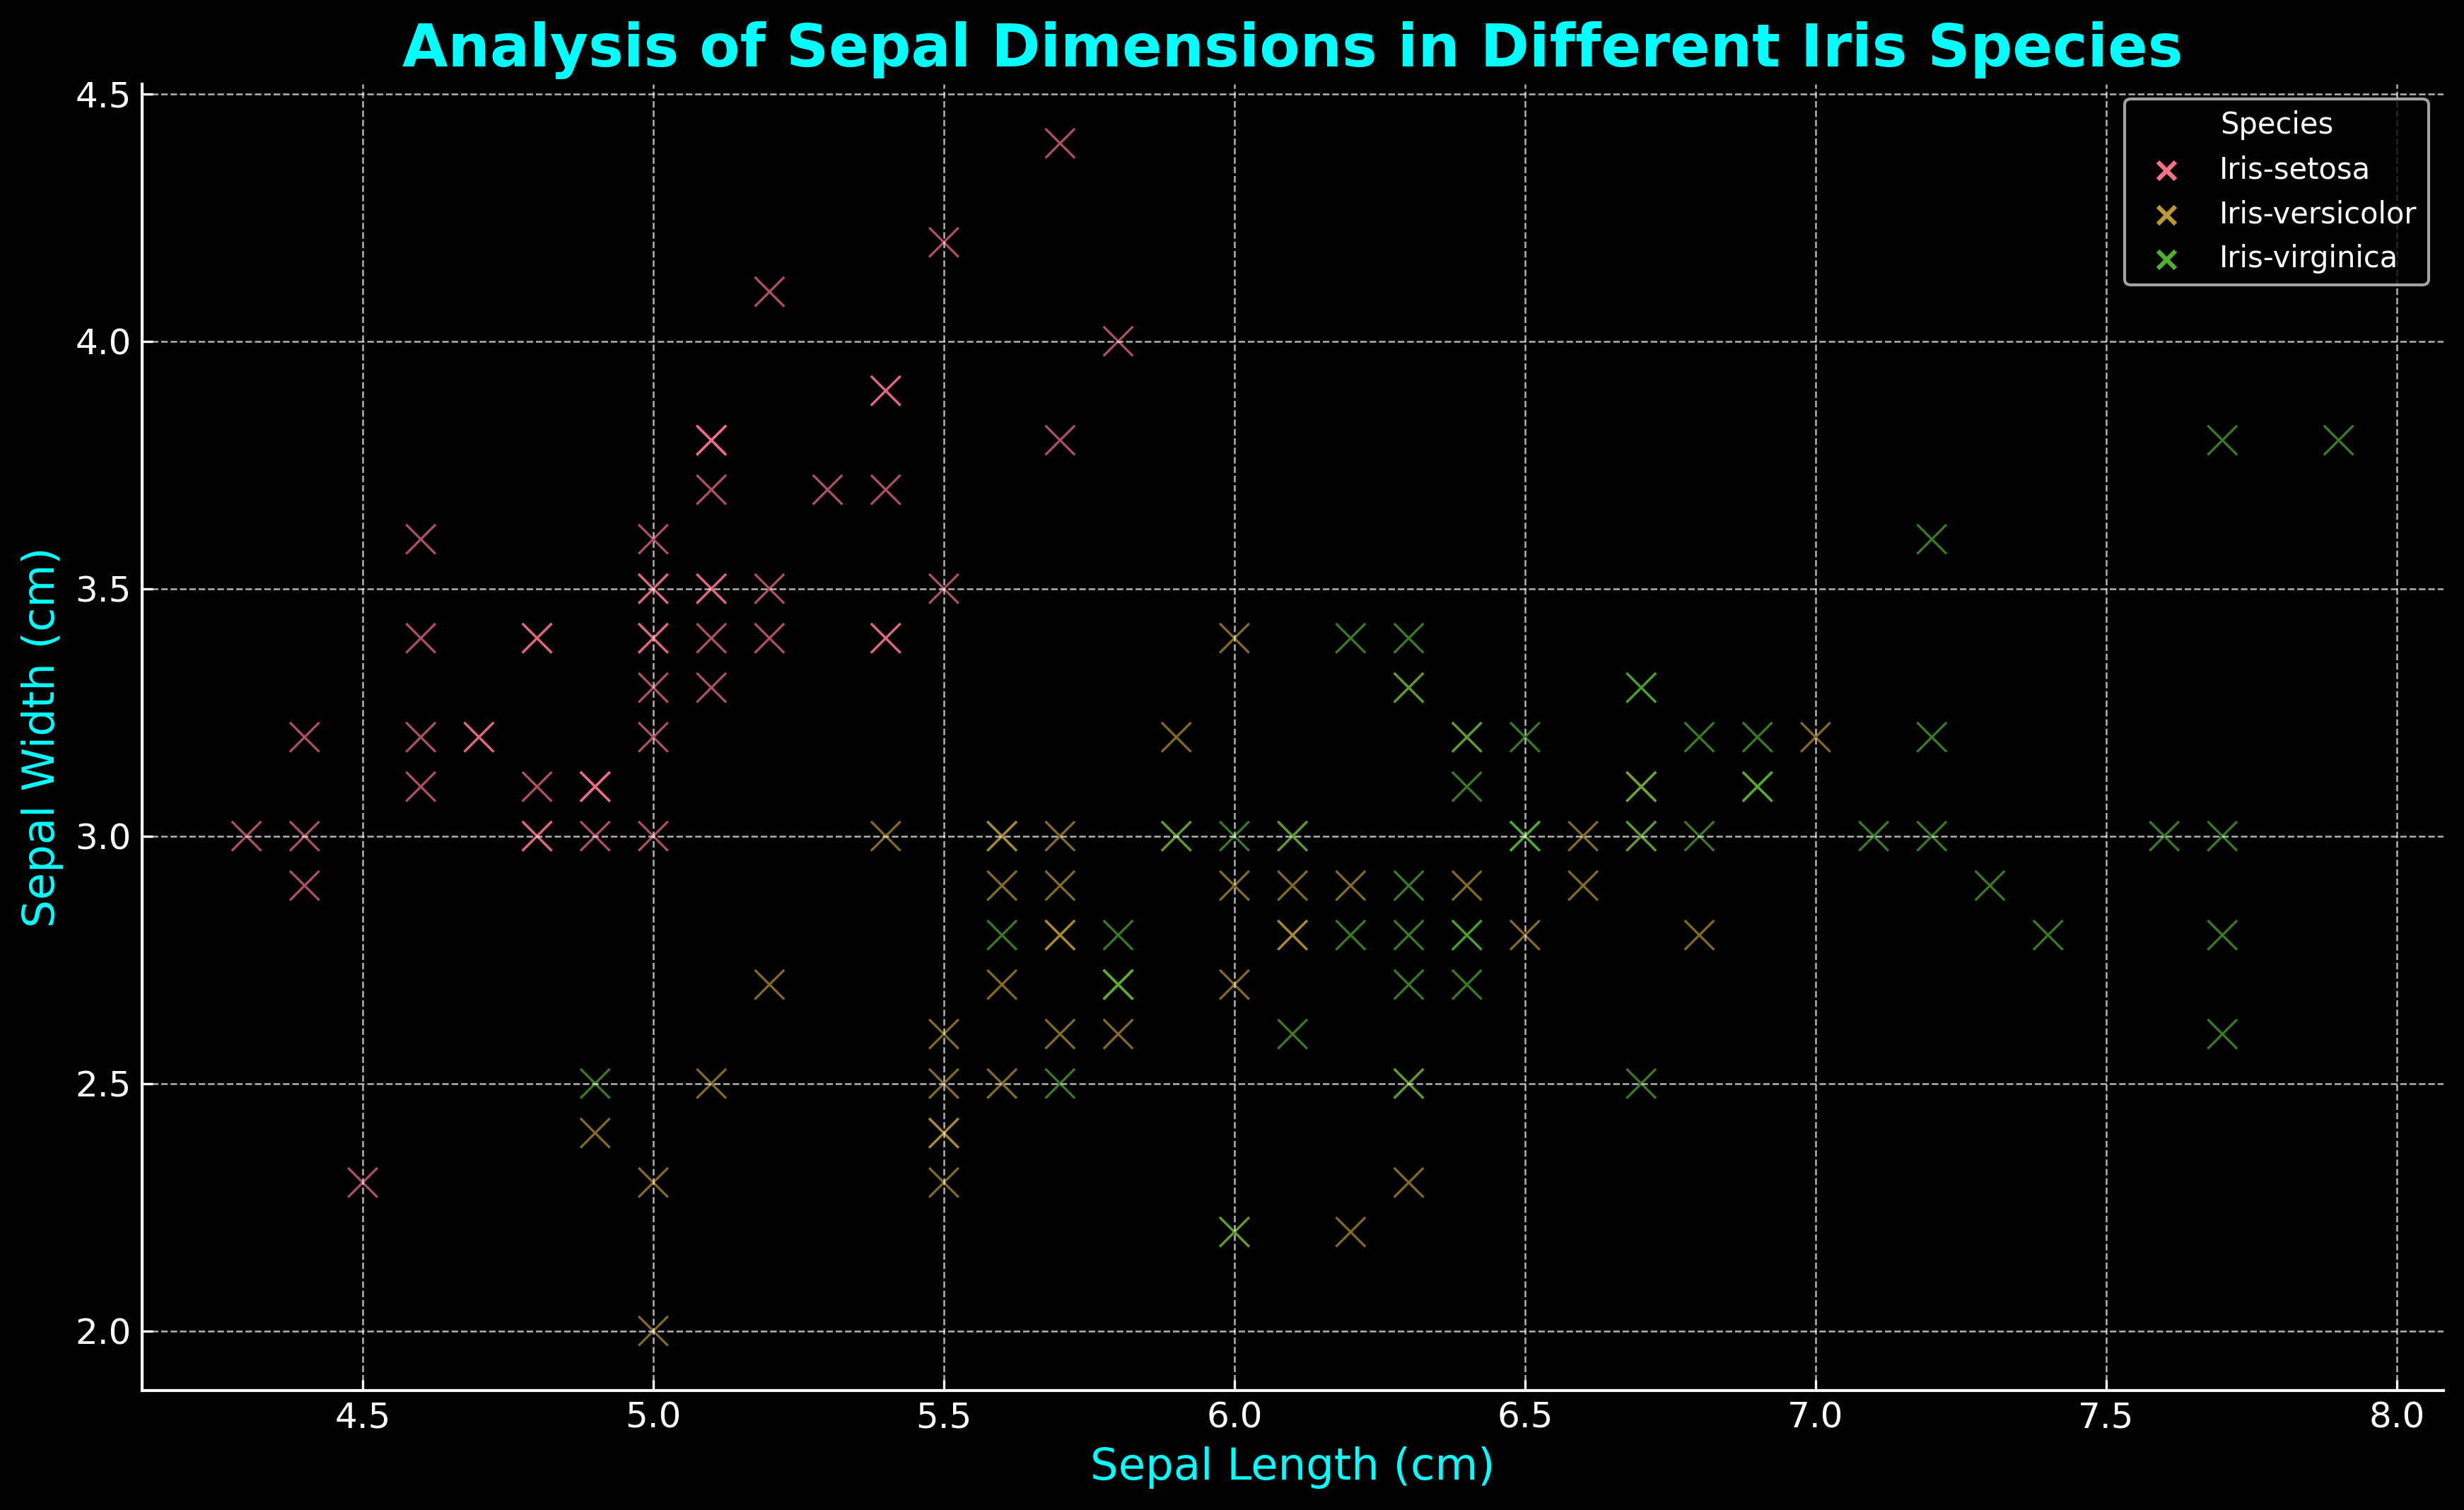 Analysis of Sepal Dimensions in Different Iris Species
Species
Iris-setosa
Iris-versicolor
Iris-virginica
Sepal Width (cm)
4.5
4.0
3.5
3.0
2.5
2.0
4.5 5.0 5.5 6.0 6.5 7.0 7.5 8.0
Sepal Length (cm)